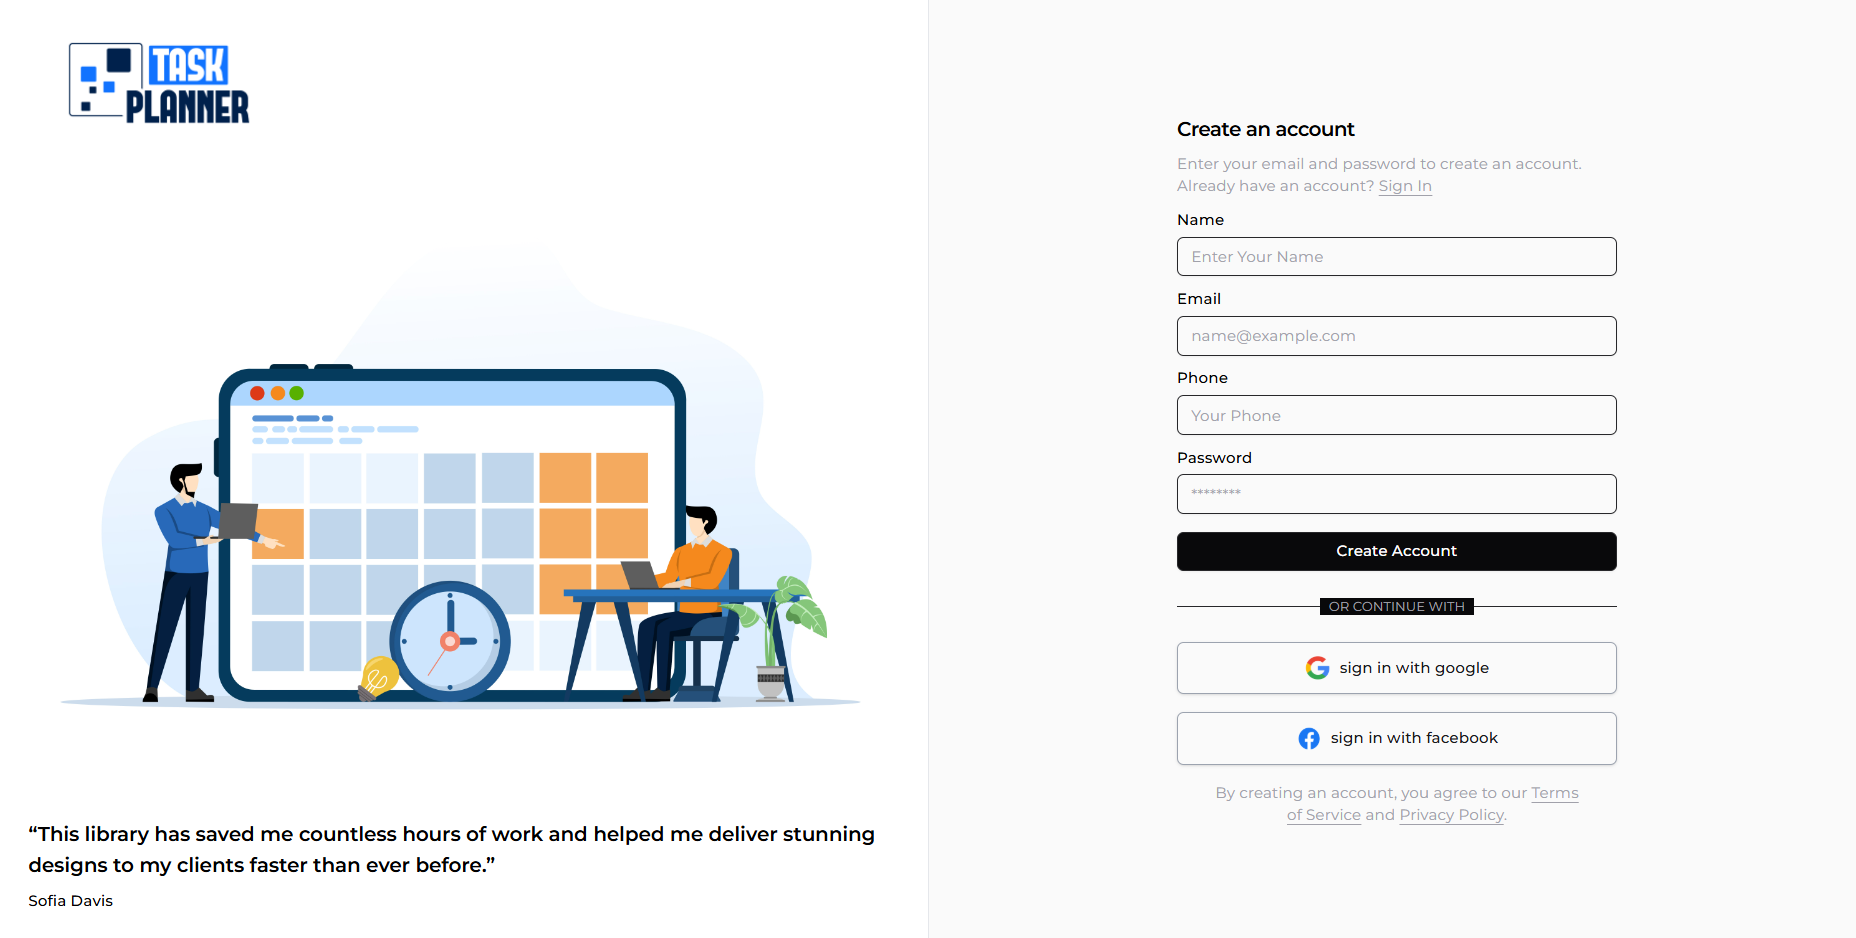 TASK
PLANNER
“This library has saved me countless hours of work and helped me deliver stunning
designs to my clients faster than ever before.”
Sofia Davis
Create an account
Enter your email and password to create an account.
Already have an account? Sign In
Name
Enter Your Name
Email
name@example.com
Phone
Your Phone
Password
********
Create Account
OR CONTINUE WITH
sign in with google
sign in with facebook
By creating an account, you agree to our Terms
of Service and Privacy Policy.